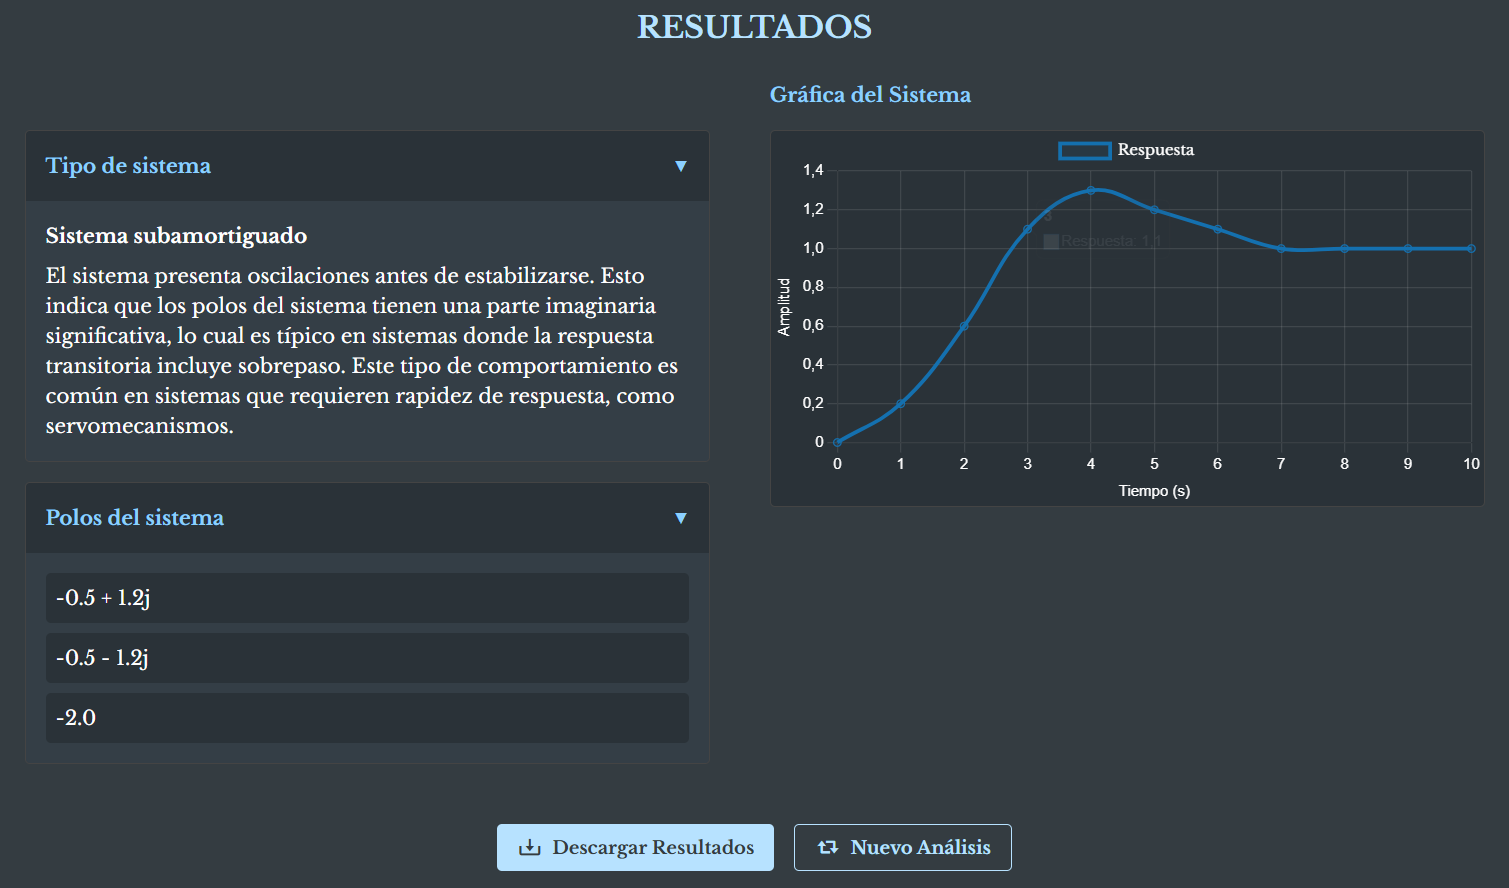 RESULTADOS
Tipo de sistema
▼
Sistema subamortiguado
El sistema presenta oscilaciones antes de estabilizarse. Esto
indica que los polos del sistema tienen una parte imaginaria
significativa, lo cual es típico en sistemas donde la respuesta
transitoria incluye sobrepaso. Este tipo de comportamiento es
común en sistemas que requieren rapidez de respuesta, como
servomecanismos.
Polos del sistema
▼
-0.5 + 1.2j
-0.5 - 1.2j
-2.0
Gráfica del Sistema
Respuesta
Amplitud
1,4
1,2
1,0
0,8
0,6
0,4
0,2
0
3
Respuesta: 1,1
0 1 2 3 4 5 6 7 8 9 10
Tiempo (s)
Descargar Resultados
Nuevo Análisis